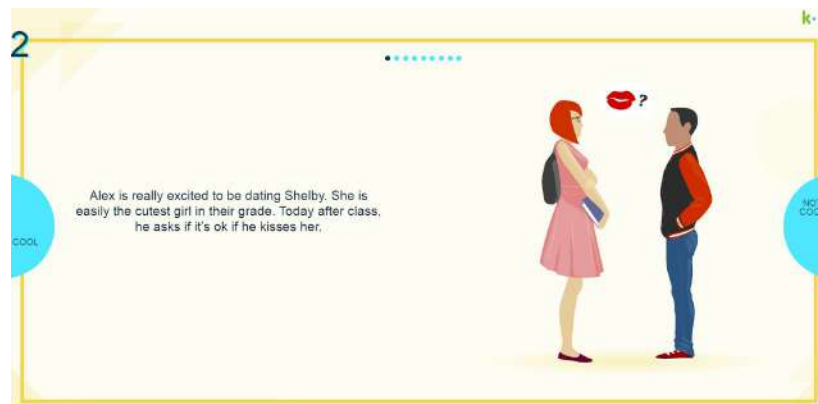 k
2
?
Alex is really excited to be dating Shelby. She is
easily the cutest girl in their grade. Today after class,
he asks if it's ok if he kisses her.
COOL